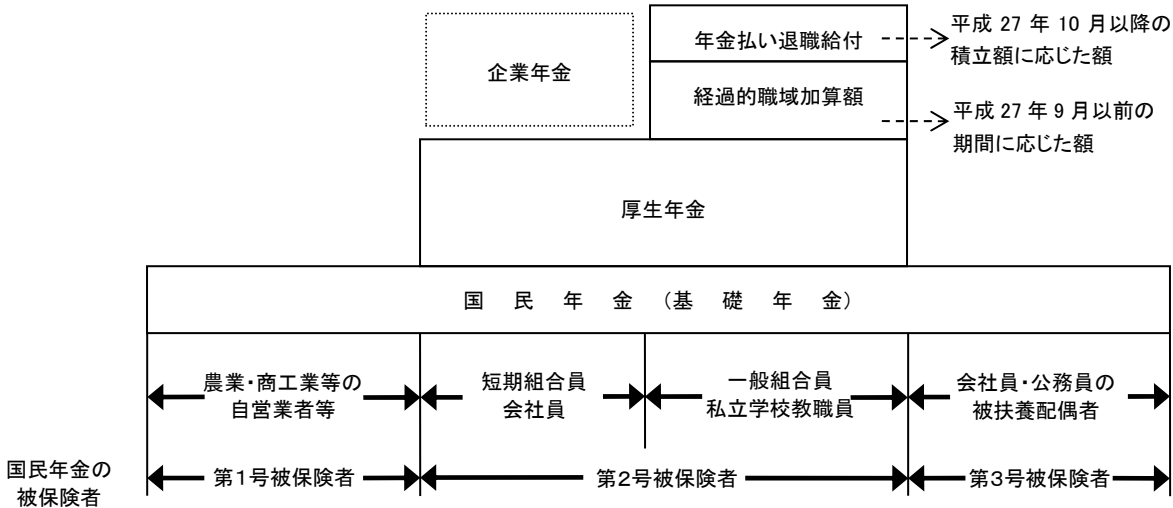 企業年金
年金払い退職給付
平成 27 年 10 月以降の
積立額に応じた額
経過的職域加算額
平成 27 年 9 月以前の
期間に応じた額
厚生年金
国民年金(基礎年金)
農業・商工業等の
自営業者等
短期組合員
会社員
一般組合員
私立学校教職員
会社員・公務員の
被扶養配偶者
国民年金の
被保険者
第1号被保険者
第2号被保険者
第3号被保険者